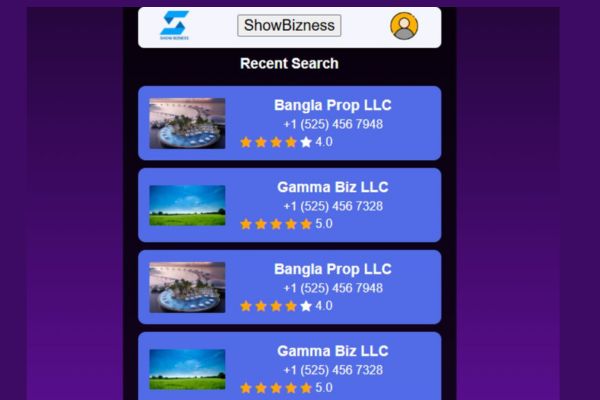 SHOW BIZNESS
ShowBizness
Recent Search
Bangla Prop LLC
+1 (525) 456 7948
4.0
Gamma Biz LLC
+1 (525) 456 7328
5.0
Bangla Prop LLC
+1 (525) 456 7948
4.0
Gamma Biz LLC
+1 (525) 456 7328
5.0